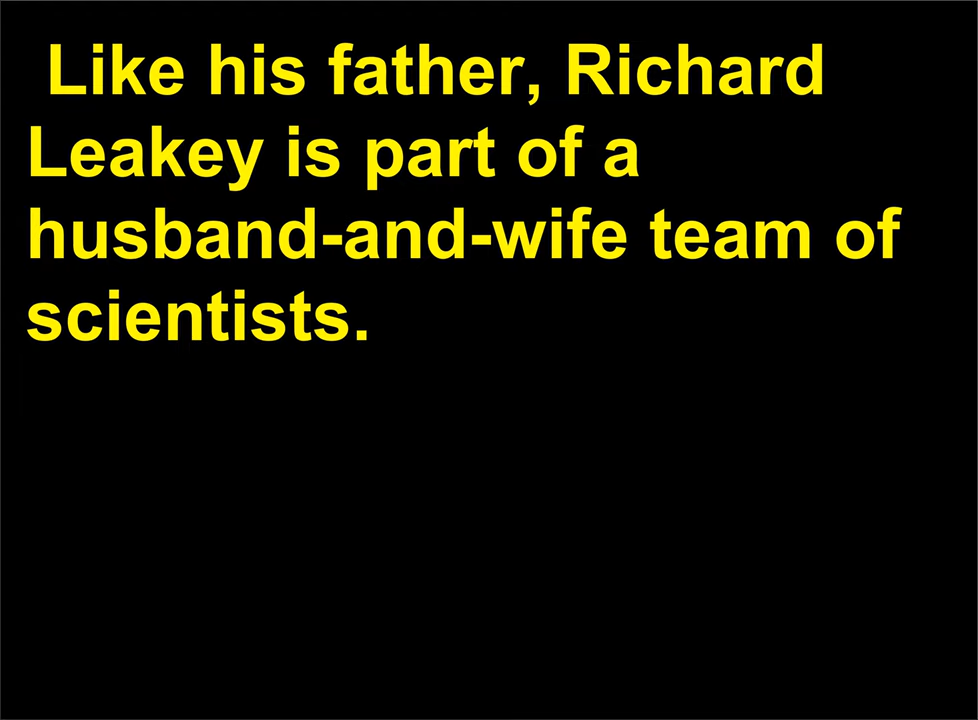 Like his father, Richard
Leakey is part of a
husband-and-wife team of
scientists.